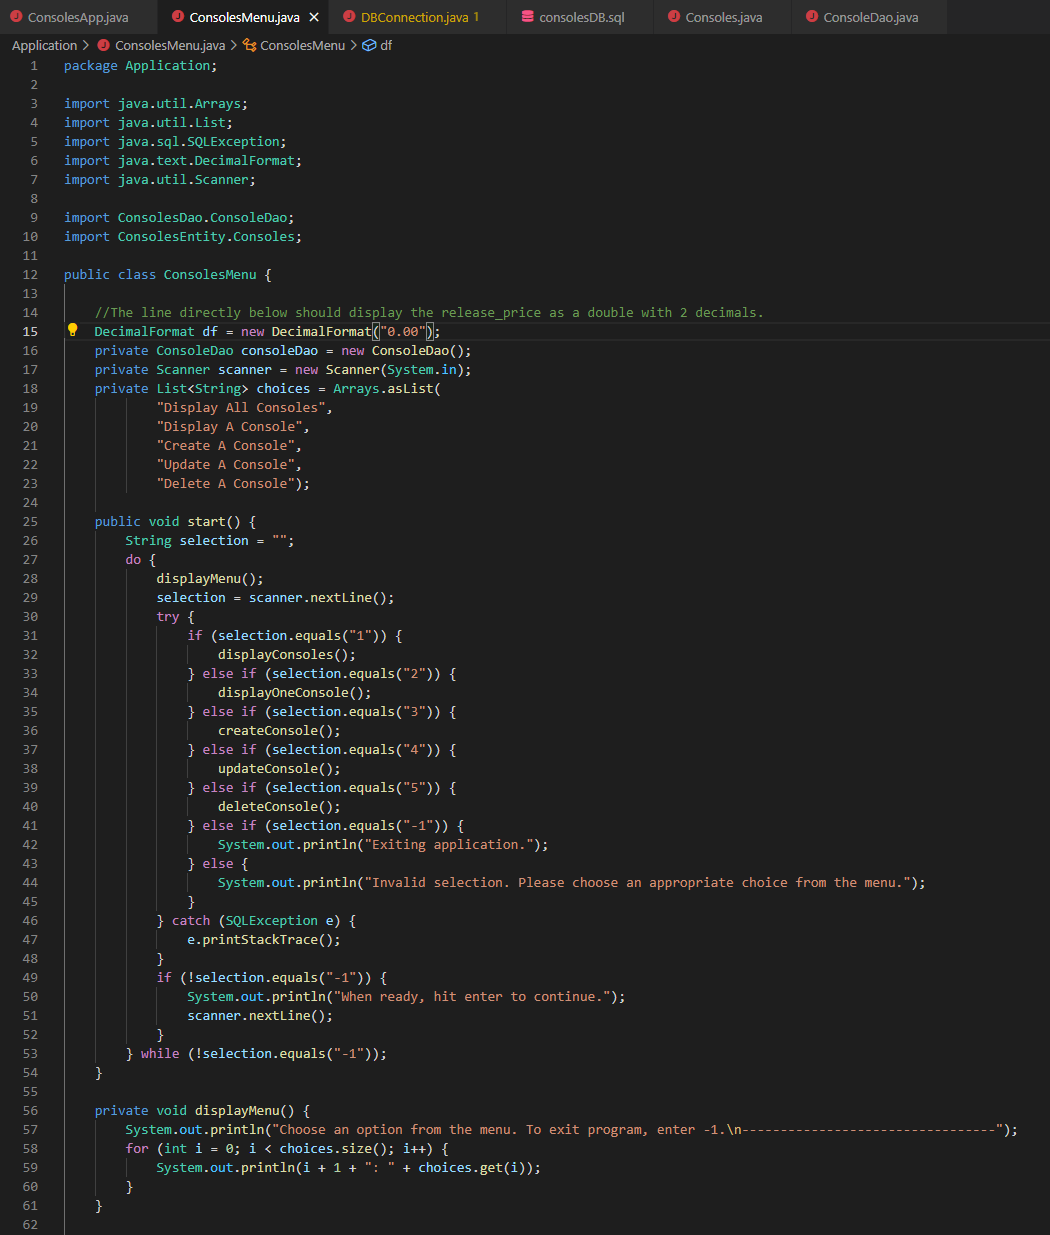 ConsolesApp.java ConsolesMenu.java × DBConnection.java 1 consolesDB.sql Consoles.java ConsoleDao.java
Application > ConsolesMenu.java > ConsolesMenu > df
1 package Application;
2
3 import java.util.Arrays;
4 import java.util.List;
5 import java.sql.SQLException;
6 import java.text.DecimalFormat;
7 import java.util.Scanner;
8
9 import ConsolesDao.ConsoleDao;
10 import ConsolesEntity.Consoles;
11
12 public class ConsolesMenu {
13
14     //The line directly below should display the release_price as a double with 2 decimals.
15     DecimalFormat df = new DecimalFormat("0.00");
16     private ConsoleDao consoleDao = new ConsoleDao();
17     private Scanner scanner = new Scanner(System.in);
18     private List<String> choices = Arrays.asList(
19             "Display All Consoles",
20             "Display A Console",
21             "Create A Console",
22             "Update A Console",
23             "Delete A Console");
24
25     public void start() {
26         String selection = "";
27         do {
28             displayMenu();
29             selection = scanner.nextLine();
30             try {
31                 if (selection.equals("1")) {
32                     displayConsoles();
33                 } else if (selection.equals("2")) {
34                     displayOneConsole();
35                 } else if (selection.equals("3")) {
36                     createConsole();
37                 } else if (selection.equals("4")) {
38                     updateConsole();
39                 } else if (selection.equals("5")) {
40                     deleteConsole();
41                 } else if (selection.equals("-1")) {
42                     System.out.println("Exiting application.");
43                 } else {
44                     System.out.println("Invalid selection. Please choose an appropriate choice from the menu.");
45                 }
46             } catch (SQLException e) {
47                 e.printStackTrace();
48             }
49             if (!selection.equals("-1")) {
50                 System.out.println("When ready, hit enter to continue.");
51                 scanner.nextLine();
52             }
53         } while (!selection.equals("-1"));
54     }
55
56     private void displayMenu() {
57         System.out.println("Choose an option from the menu. To exit program, enter -1.\n---------------------------------");
58         for (int i = 0; i < choices.size(); i++) {
59             System.out.println(i + 1 + ": " + choices.get(i));
60         }
61     }
62